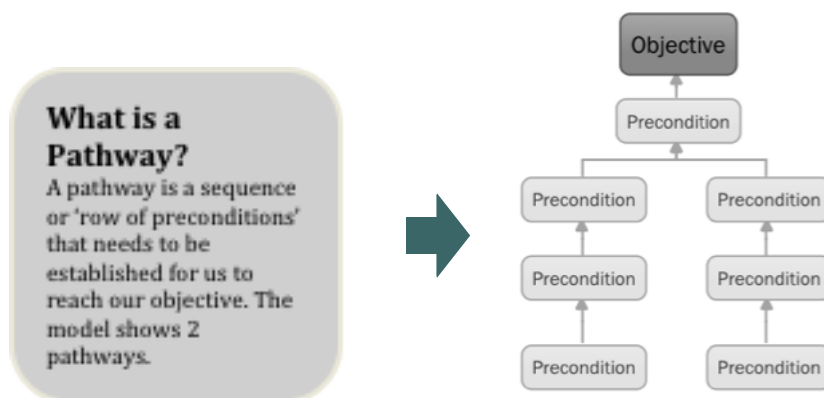 What is a
Pathway?
A pathway is a sequence
or ‘row of preconditions’
that needs to be
established for us to
reach our objective. The
model shows 2
pathways.
Objective
Precondition
Precondition
Precondition
Precondition
Precondition
Precondition
Precondition